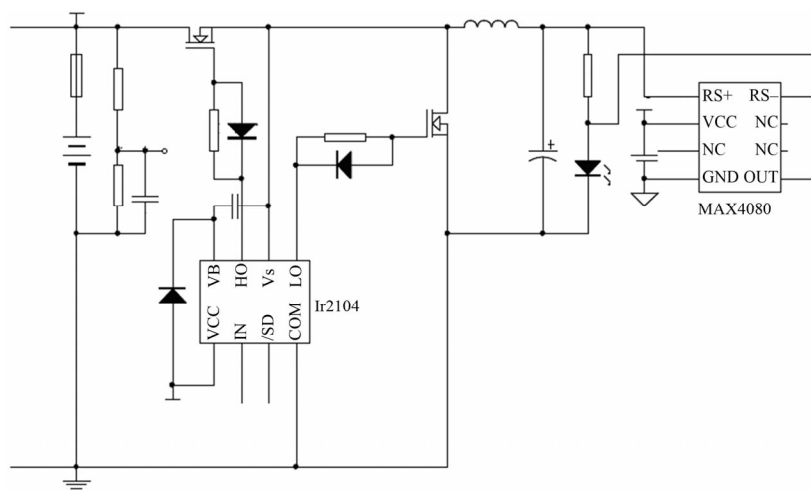 RS+ RS−
VCC NC
NC NC
GND OUT
MAX4080
VB HO Vs LO
VCC IN /SD COM
Ir2104